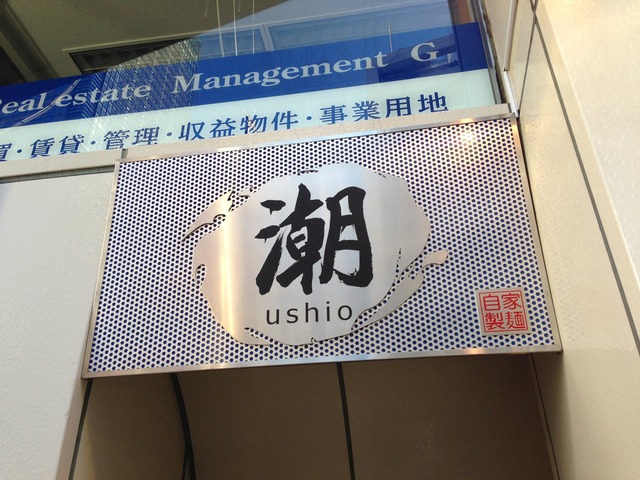 Real estate Management G
賃貸・管理・収益物件・事業用地
潮
ushio
自家
製麺